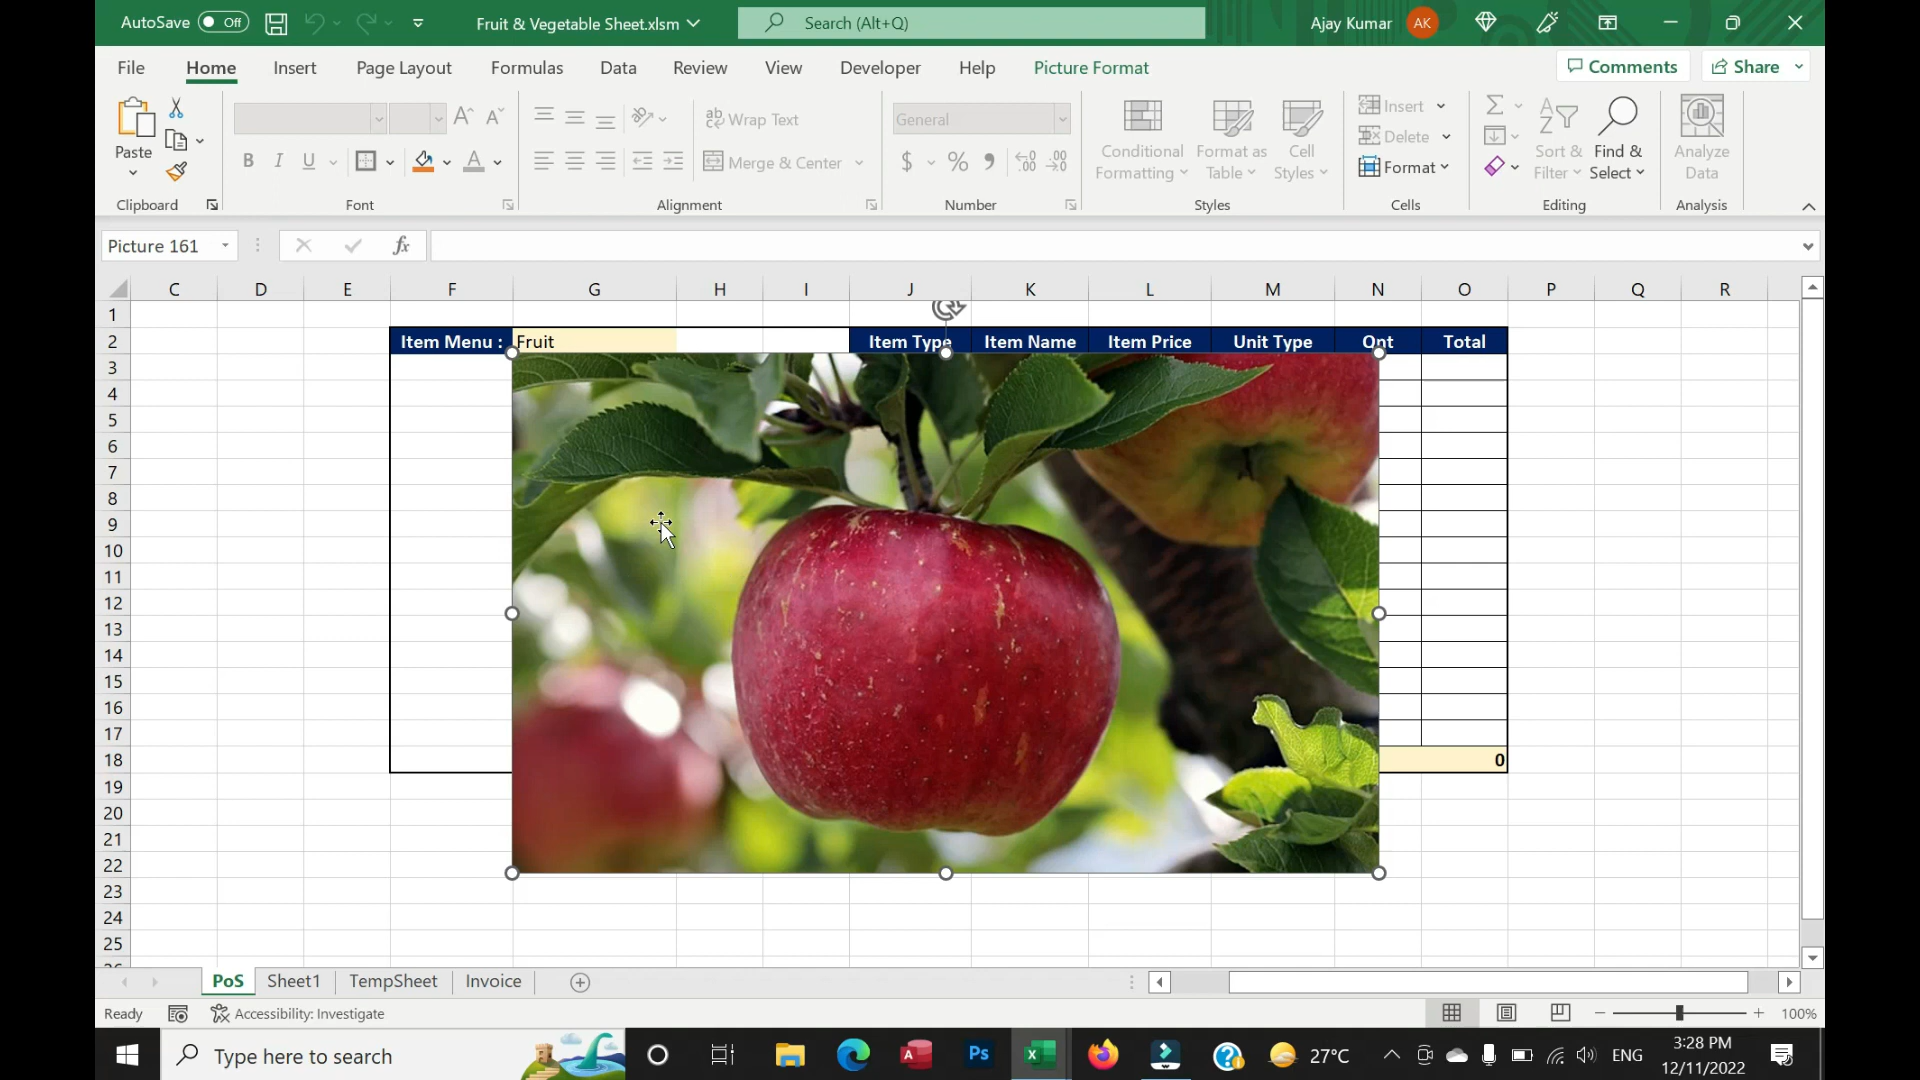 AutoSave Off Fruit & Vegetable Sheet.xlsm Search (Alt+Q) Ajay Kumar AK
File Home Insert Page Layout Formulas Data Review View Developer Help Picture Format Comments Share
Paste
Clipboard
B I U A
Font
ab Wrap Text
Merge & Center
Alignment
General
$ % 9 .00 .00
Number
Conditional Formatting
Format as Table
Cell Styles
Styles
Insert
Delete
Format
Cells
Sort & Filter
Find & Select
Editing
Analyze Data
Analysis
Picture 161 fx
C D E F G H I J K L M N O P Q R
1
2 Item Menu : Fruit Item Type Item Name Item Price Unit Type Qnt Total
3
4
5
6
7
8
9
10
11
12
13
14
15
16
17
18 0
19
20
21
22
23
24
25
PoS Sheet1 TempSheet Invoice
Ready Accessibility: Investigate 100%
Type here to search A Ps 27°C ENG 3:28 PM
12/11/2022